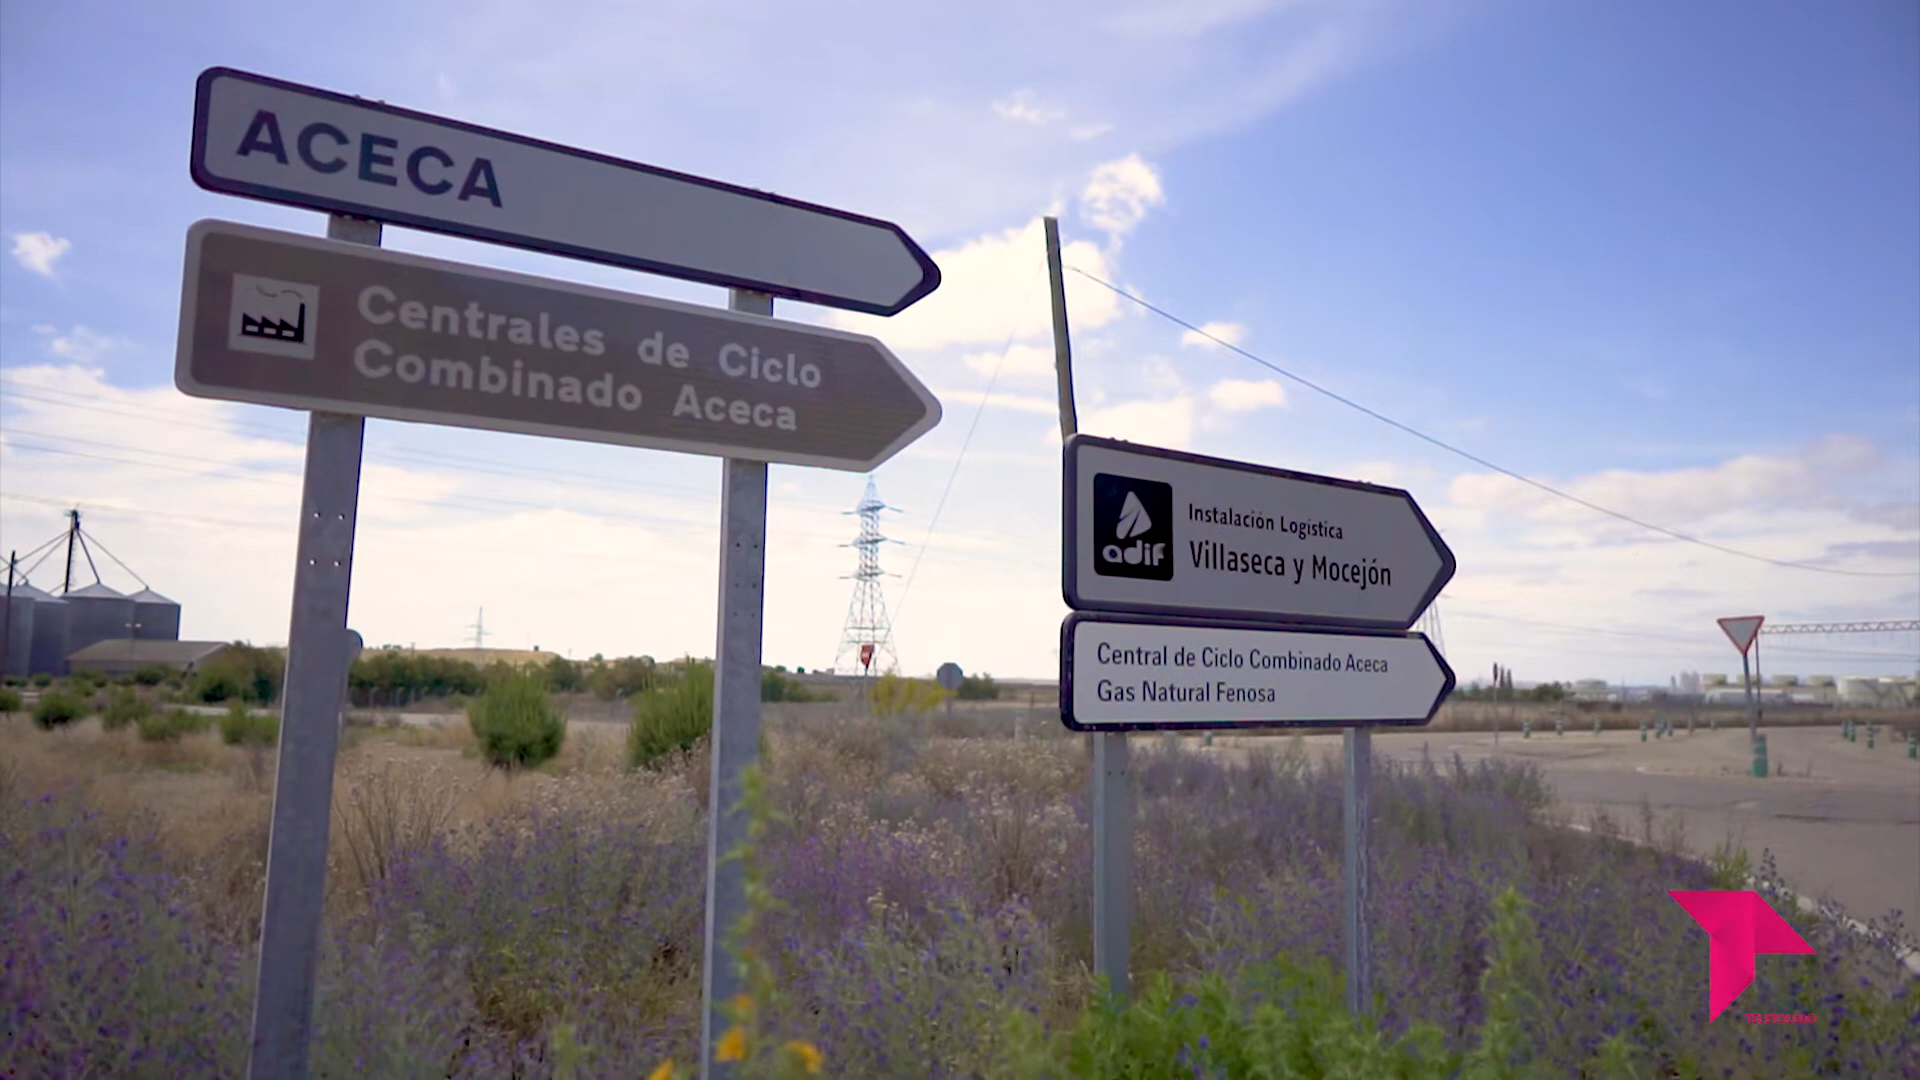 ACECA
Centrales de Ciclo
Combinado Aceca
adif
Instalación Logística
Villaseca y Mocejón
Central de Ciclo Combinado Aceca
Gas Natural Fenosa
TELETOLEDO